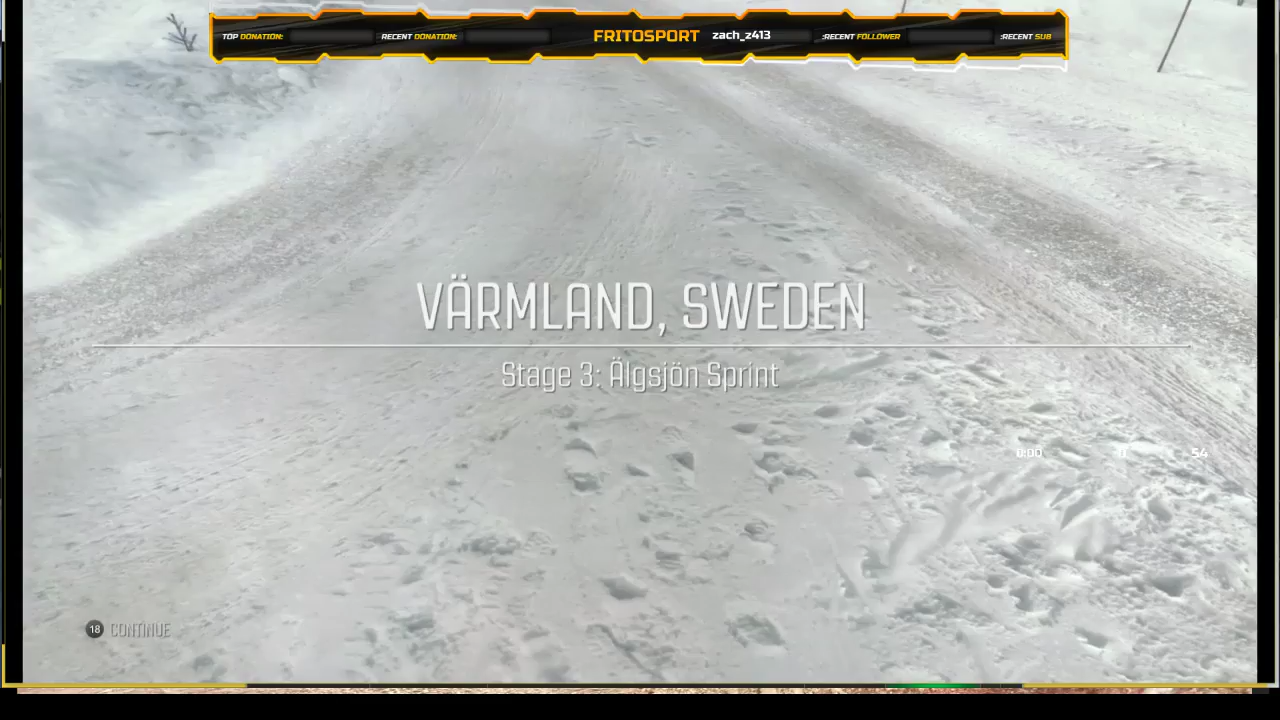 TOP DONATION: RECENT DONATION: FRITOSPORT zach_z413 :RECENT FOLLOWER :RECENT SUB
VÄRMLAND, SWEDEN
Stage 3: Älgsjön Sprint
0:00 0 54
18 CONTINUE